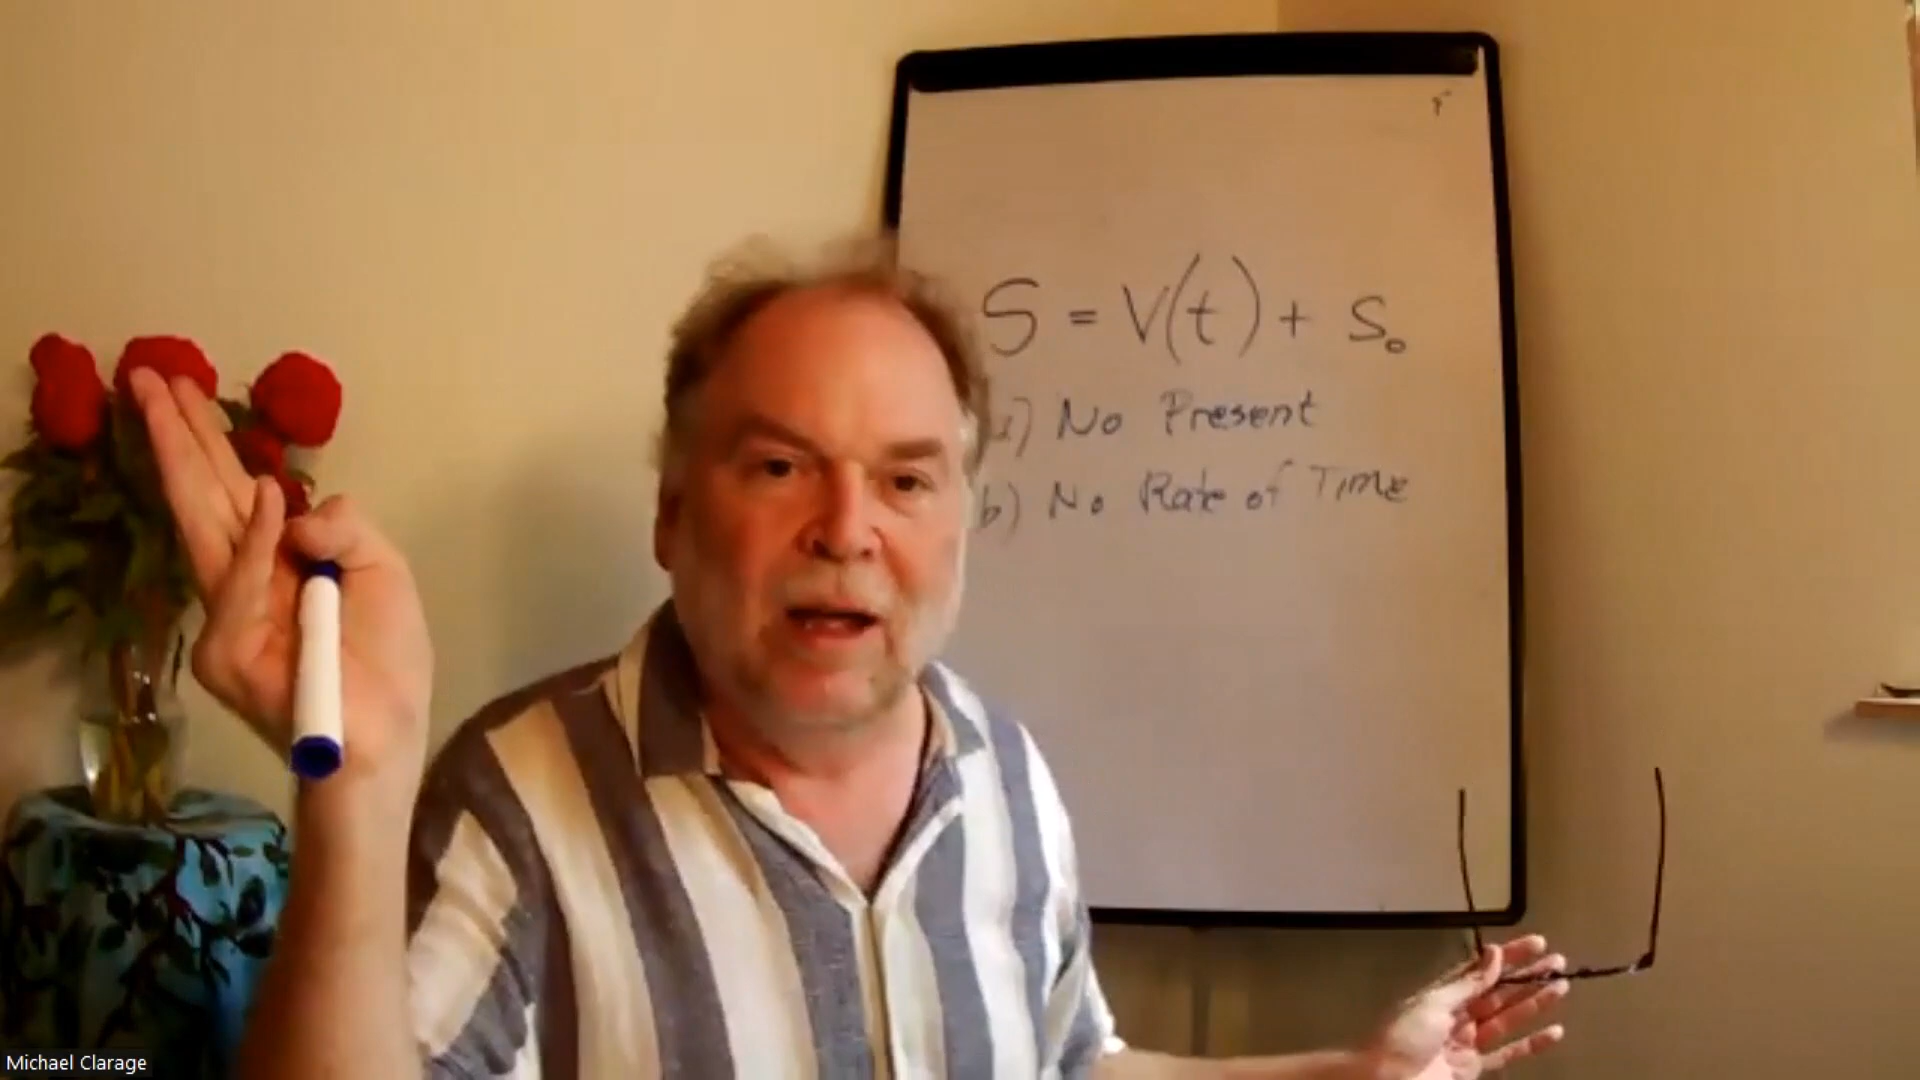 S = V(t) + S₀
a) No Present
b) No Rate of Time
Michael Clarage